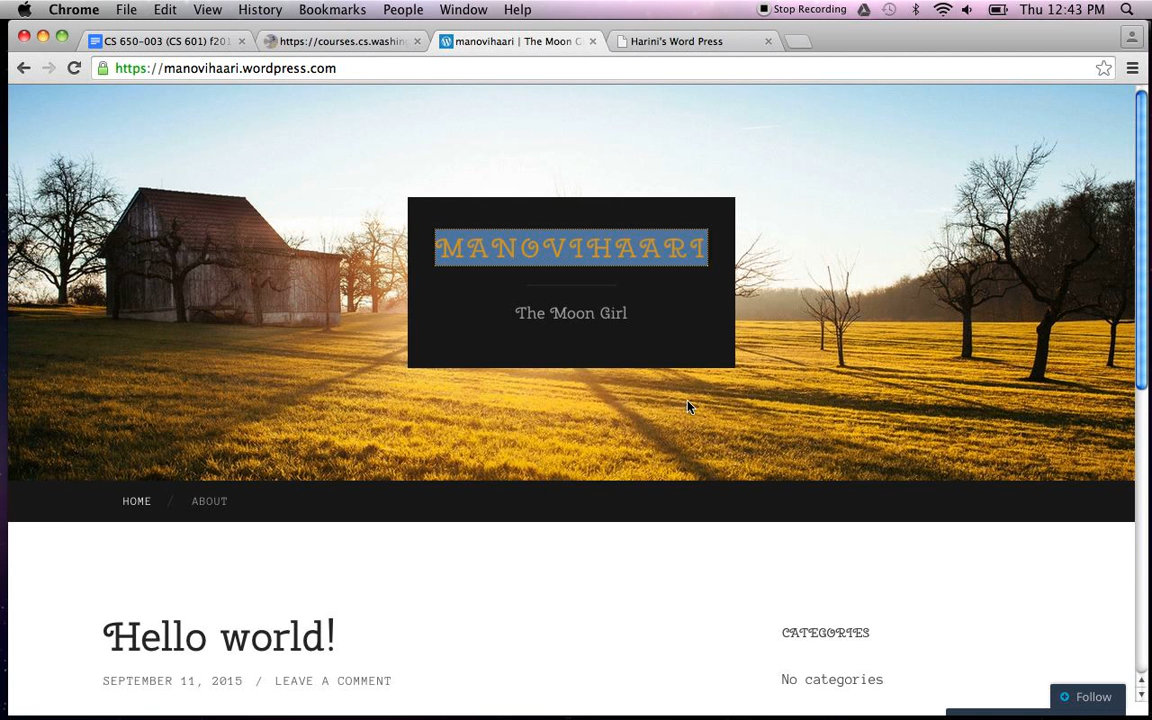 Chrome File Edit View History Bookmarks People Window Help Stop Recording Thu 12:43 PM
CS 650-003 (CS 601) f201 https://courses.cs.washin manovihaari | The Moon G Harini's Word Press
https://manovihaari.wordpress.com
MANOVIHAARI
The Moon Girl
HOME / ABOUT
Hello world!
CATEGORIES
SEPTEMBER 11, 2015 / LEAVE A COMMENT
No categories
Follow